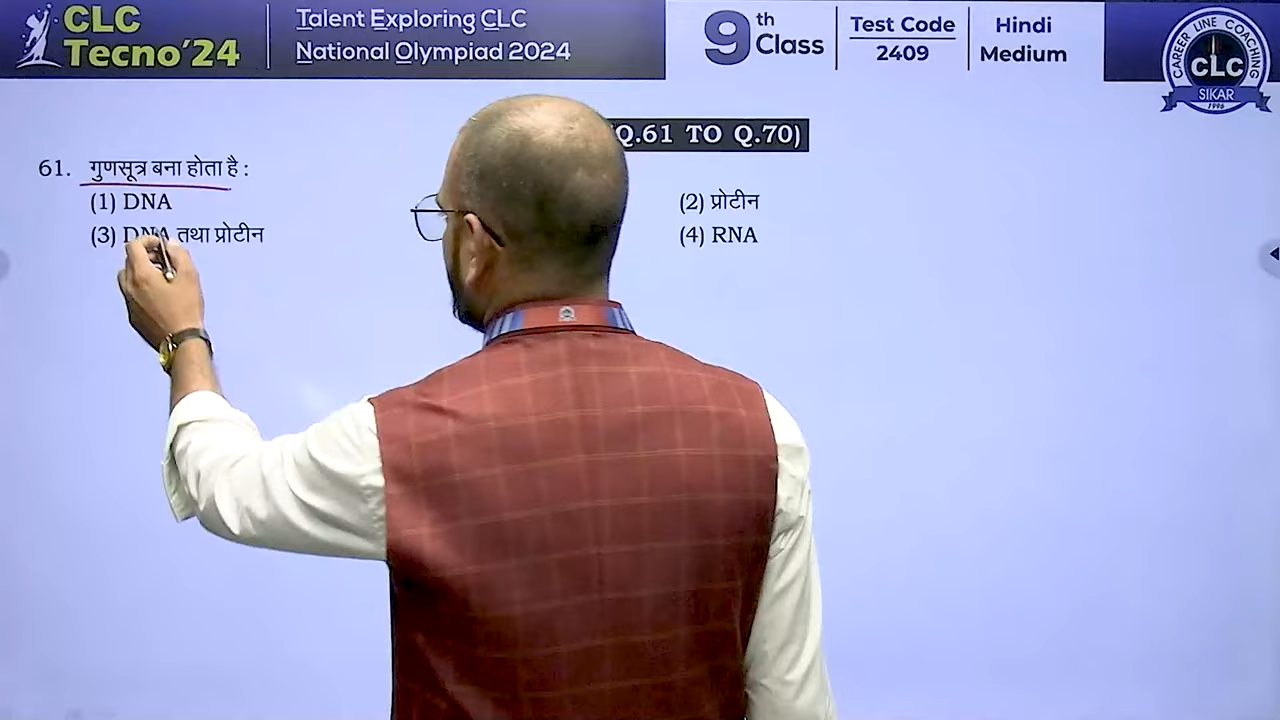 CLC
Tecno'24
Talent Exploring CLC
National Olympiad 2024
9th Class
Test Code
2409
Hindi
Medium
CAREER LINE COACHING
CLC
SIKAR
1996
(Q.61 TO Q.70)
61. गुणसूत्र बना होता है :
(1) DNA
(2) प्रोटीन
(3) DNA तथा प्रोटीन
(4) RNA